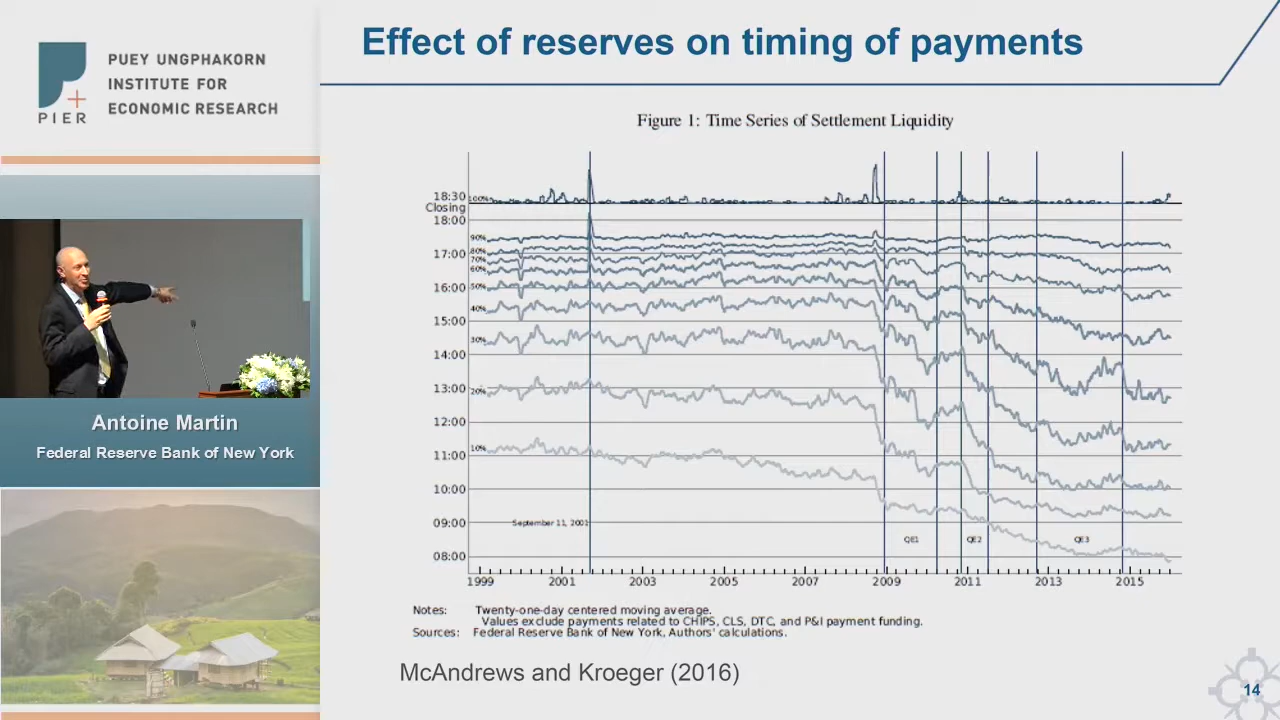 PUEY UNGPHAKORN
INSTITUTE FOR
ECONOMIC RESEARCH
PIER
Antoine Martin
Federal Reserve Bank of New York
Effect of reserves on timing of payments
Figure 1: Time Series of Settlement Liquidity
18:30
Closing
18:00
17:00
16:00
15:00
14:00
13:00
12:00
11:00
10:00
09:00
08:00
100%
90%
80%
70%
60%
50%
40%
30%
20%
10%
September 11, 2001
QE1
QE2
QE3
1999 2001 2003 2005 2007 2009 2011 2013 2015
Notes: Twenty-one-day centered moving average.
Values exclude payments related to CHIPS, CLS, DTC, and P&I payment funding.
Sources: Federal Reserve Bank of New York, Authors' calculations.
McAndrews and Kroeger (2016)
14